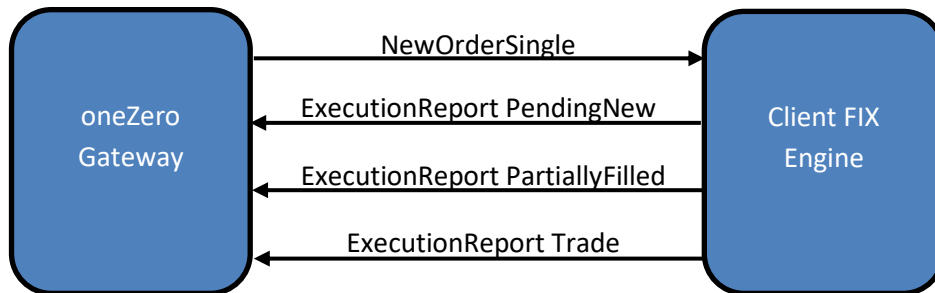 NewOrderSingle
oneZero
Gateway
ExecutionReport PendingNew
Client FIX
Engine
ExecutionReport PartiallyFilled
ExecutionReport Trade